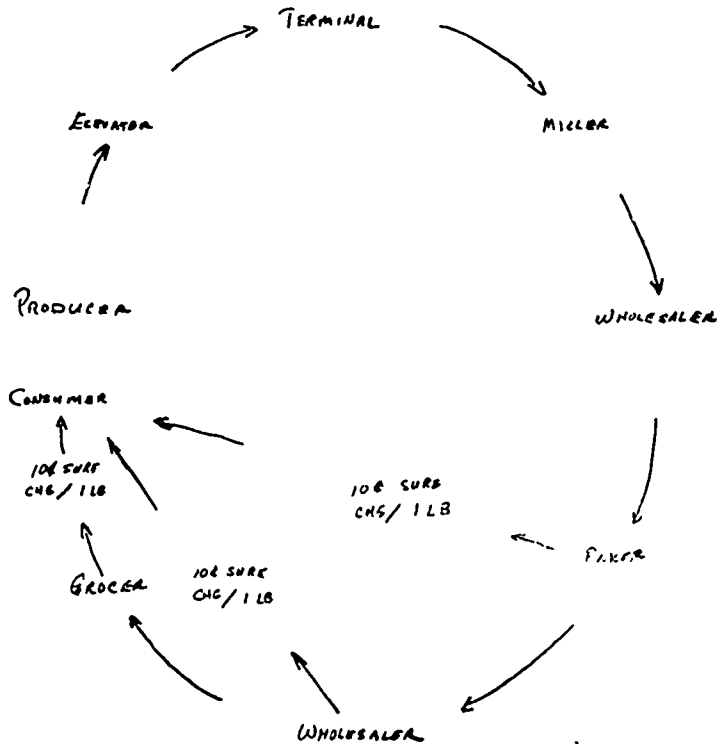 TERMINAL
ELEVATOR
MILLER
PRODUCER
WHOLESALER
CONSUMER
10¢ SURE
CHG/1 LB
10¢ SURE
CHG/1 LB
GROCER
10¢ SURE
CHG/1 LB
WHOLESALER